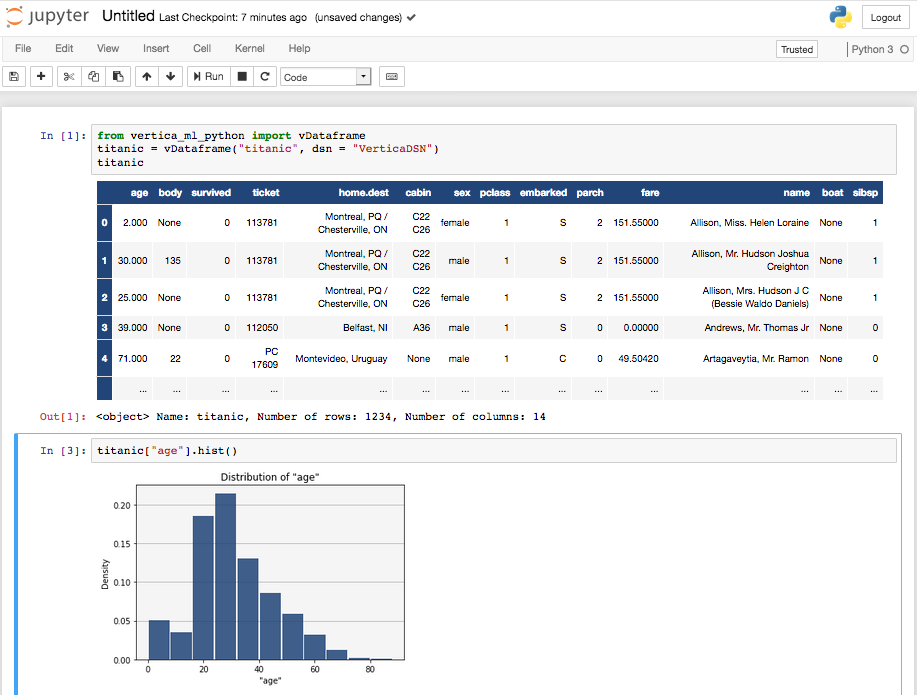 jupyter Untitled Last Checkpoint: 7 minutes ago (unsaved changes) Logout
File Edit View Insert Cell Kernel Help Trusted Python 3
Run Code
In [1]: from vertica_ml_python import vDataframe
titanic = vDataframe("titanic", dsn = "VerticaDSN")
titanic
age body survived ticket home.dest cabin sex pclass embarked parch fare name boat sibsp
0 2.000 None 0 113781 Montreal, PQ / Chesterville, ON C22 C26 female 1 S 2 151.55000 Allison, Miss. Helen Loraine None 1
1 30.000 135 0 113781 Montreal, PQ / Chesterville, ON C22 C26 male 1 S 2 151.55000 Allison, Mr. Hudson Joshua Creighton None 1
2 25.000 None 0 113781 Montreal, PQ / Chesterville, ON C22 C26 female 1 S 2 151.55000 Allison, Mrs. Hudson J C (Bessie Waldo Daniels) None 1
3 39.000 None 0 112050 Belfast, NI A36 male 1 S 0 0.00000 Andrews, Mr. Thomas Jr None 0
4 71.000 22 0 PC 17609 Montevideo, Uruguay None male 1 C 0 49.50420 Artagaveytia, Mr. Ramon None 0
... ... ... ... ... ... ... ... ... ... ... ... ... ...
Out[1]: <object> Name: titanic, Number of rows: 1234, Number of columns: 14
In [3]: titanic["age"].hist()
Distribution of "age"
0.20
0.15
Density
0.10
0.05
0.00
0 20 40 60 80
"age"